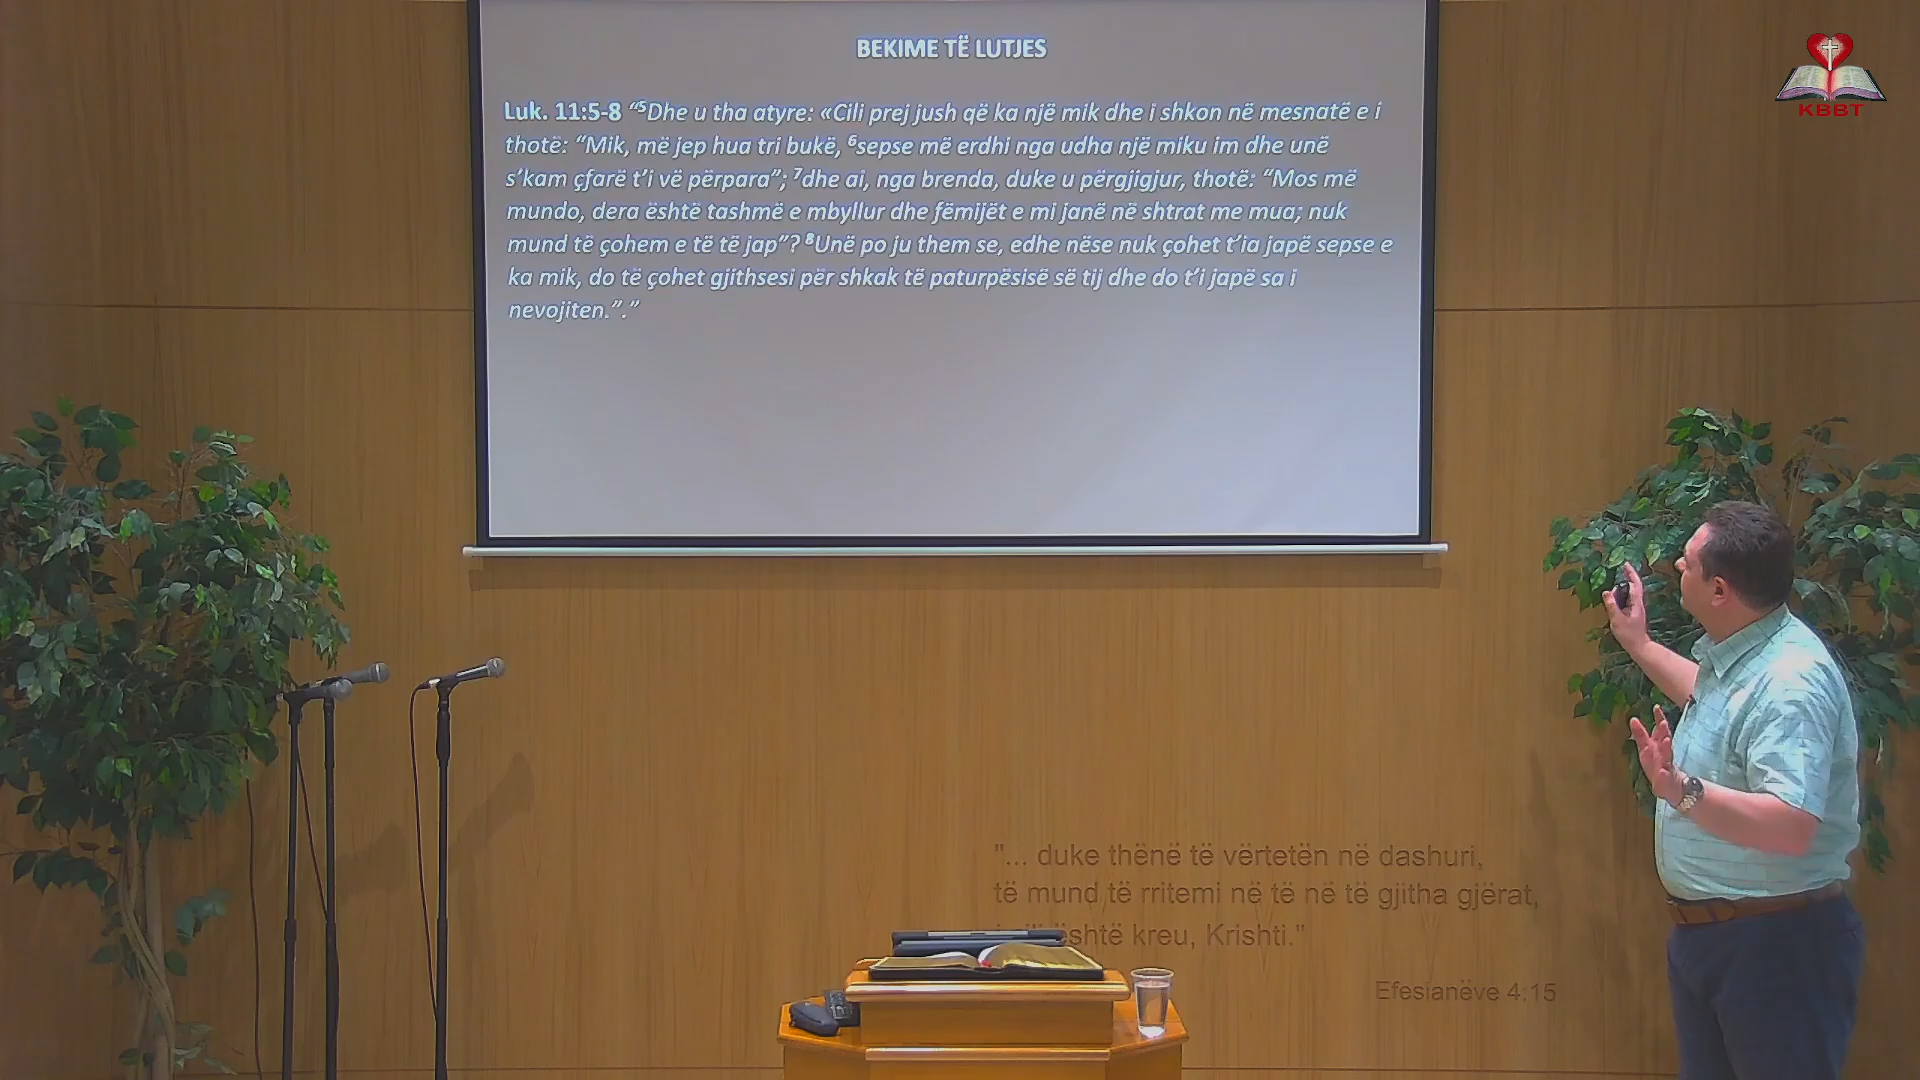 BEKIME TË LUTJES
Luk. 11:5-8 “⁵Dhe u tha atyre: «Cili prej jush që ka një mik dhe i shkon në mesnatë e i
thotë: “Mik, më jep hua tri bukë, ⁶sepse më erdhi nga udha një miku im dhe unë
s’kam çfarë t’i vë përpara”; ⁷dhe ai, nga brenda, duke u përgjigjur, thotë: “Mos më
mundo, dera është tashmë e mbyllur dhe fëmijët e mi janë në shtrat me mua; nuk
mund të çohem e të të jap”? ⁸Unë po ju them se, edhe nëse nuk çohet t’ia japë sepse e
ka mik, do të çohet gjithsesi për shkak të paturpësisë së tij dhe do t’i japë sa i
nevojiten.”.”
KBBT
"... duke thënë të vërtetën në dashuri,
të mund të rritemi në të në të gjitha gjërat,
është kreu, Krishti."
Efesianëve 4:15